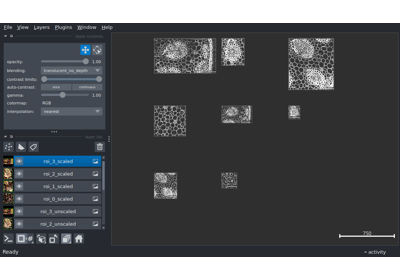 File View Layers Plugins Window Help
opacity: 1.00
blending: translucent_no_depth
contrast limits:
auto-contrast: once continuous
gamma: 1.00
colormap: RGB
interpolation: nearest
roi_3_scaled
roi_2_scaled
roi_1_scaled
roi_0_scaled
roi_3_unscaled
roi_2_unscaled
750
Ready activity